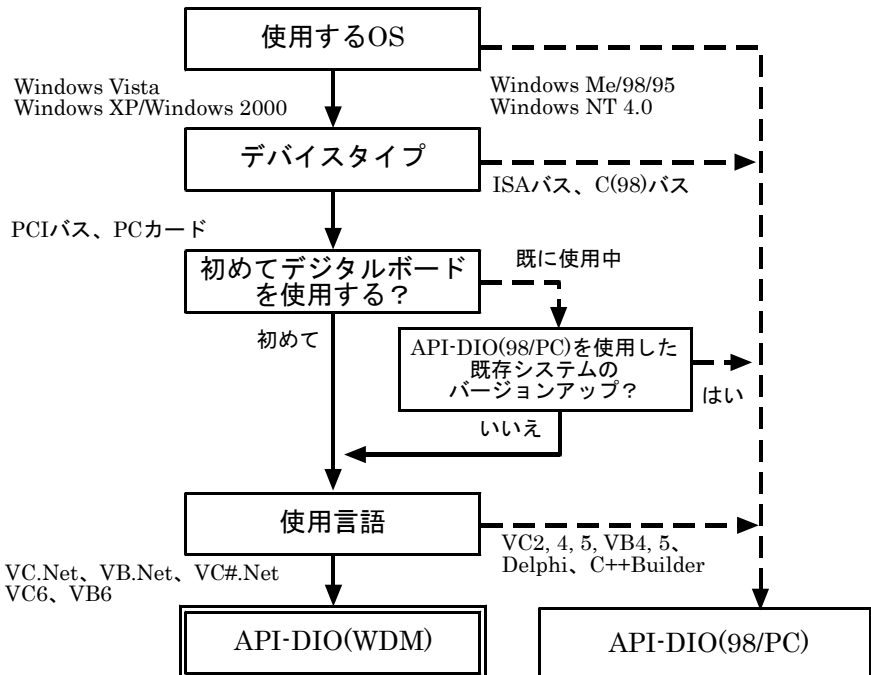 使用するOS
Windows Vista
Windows XP/Windows 2000
Windows Me/98/95
Windows NT 4.0
デバイスタイプ
ISAバス、C(98)バス
PCIバス、PCカード
初めてデジタルボード
を使用する？
既に使用中
初めて
API-DIO(98/PC)を使用した
既存システムの
バージョンアップ？
はい
いいえ
使用言語
VC2, 4, 5, VB4, 5、
Delphi、C++Builder
VC.Net、VB.Net、VC#.Net
VC6、VB6
API-DIO(WDM)
API-DIO(98/PC)